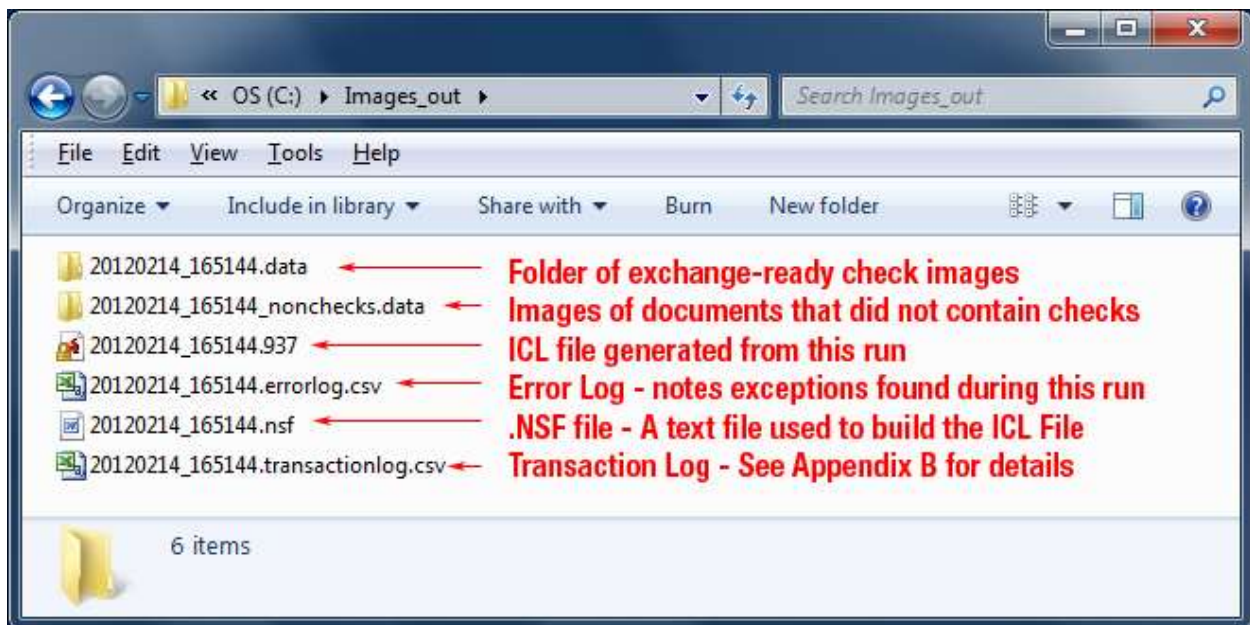 « OS (C:) ▸ Images_out ▸ Search Images_out
File Edit View Tools Help
Organize ▾ Include in library ▾ Share with ▾ Burn New folder
20120214_165144.data Folder of exchange-ready check images
20120214_165144_nonchecks.data Images of documents that did not contain checks
20120214_165144.937 ICL file generated from this run
20120214_165144.errorlog.csv Error Log - notes exceptions found during this run
20120214_165144.nsf .NSF file - A text file used to build the ICL File
20120214_165144.transactionlog.csv Transaction Log - See Appendix B for details
6 items